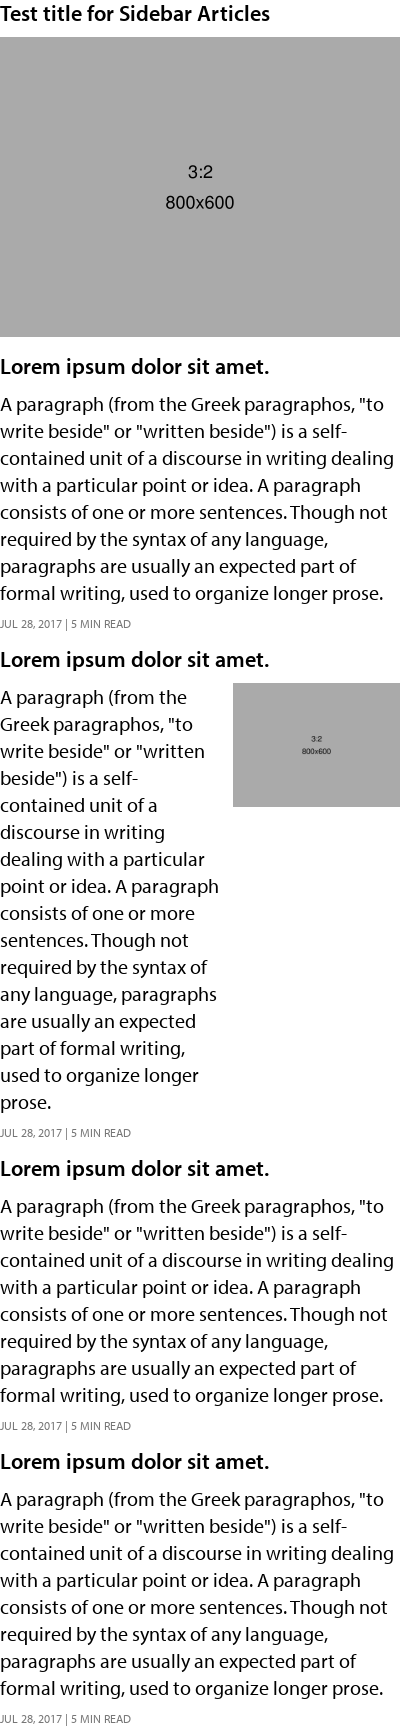 Test title for Sidebar Articles
3:2
800x600
Lorem ipsum dolor sit amet.
A paragraph (from the Greek paragraphos, "to
write beside" or "written beside") is a self-
contained unit of a discourse in writing dealing
with a particular point or idea. A paragraph
consists of one or more sentences. Though not
required by the syntax of any language,
paragraphs are usually an expected part of
formal writing, used to organize longer prose.
JUL 28, 2017 | 5 MIN READ
Lorem ipsum dolor sit amet.
A paragraph (from the
Greek paragraphos, "to
write beside" or "written
beside") is a self-
contained unit of a
discourse in writing
dealing with a particular
point or idea. A paragraph
consists of one or more
sentences. Though not
required by the syntax of
any language, paragraphs
are usually an expected
part of formal writing,
used to organize longer
prose.
3:2
800x600
JUL 28, 2017 | 5 MIN READ
Lorem ipsum dolor sit amet.
A paragraph (from the Greek paragraphos, "to
write beside" or "written beside") is a self-
contained unit of a discourse in writing dealing
with a particular point or idea. A paragraph
consists of one or more sentences. Though not
required by the syntax of any language,
paragraphs are usually an expected part of
formal writing, used to organize longer prose.
JUL 28, 2017 | 5 MIN READ
Lorem ipsum dolor sit amet.
A paragraph (from the Greek paragraphos, "to
write beside" or "written beside") is a self-
contained unit of a discourse in writing dealing
with a particular point or idea. A paragraph
consists of one or more sentences. Though not
required by the syntax of any language,
paragraphs are usually an expected part of
formal writing, used to organize longer prose.
JUL 28, 2017 | 5 MIN READ